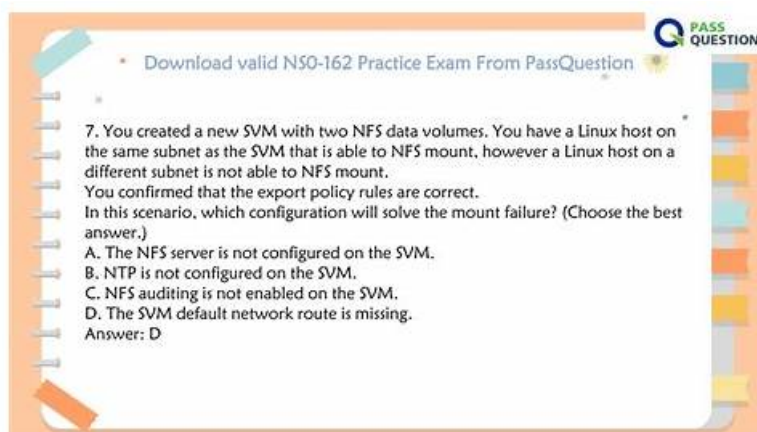 PASS
QUESTION
Download valid NS0-162 Practice Exam From PassQuestion
7. You created a new SVM with two NFS data volumes. You have a Linux host on
the same subnet as the SVM that is able to NFS mount, however a Linux host on a
different subnet is not able to NFS mount.
You confirmed that the export policy rules are correct.
In this scenario, which configuration will solve the mount failure? (Choose the best
answer.)
A. The NFS server is not configured on the SVM.
B. NTP is not configured on the SVM.
C. NFS auditing is not enabled on the SVM.
D. The SVM default network route is missing.
Answer: D